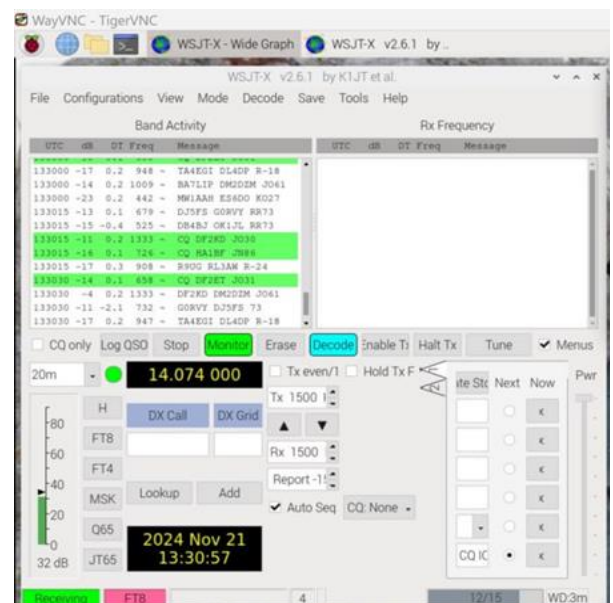 WayVNC - TigerVNC
WSJT-X - Wide Graph WSJT-X v2.6.1 by ..
WSJT-X v2.6.1 by K1JT et al.
File Configurations View Mode Decode Save Tools Help
Band Activity Rx Frequency
UTC dB DT Freq Message UTC dB DT Freq Message
133000 -17 0.2 948 ~ TA4EGI DL4DP R-18
133000 -14 0.2 1009 ~ BA7LIP DM2DZM JO61
133000 -23 0.2 442 ~ MW1AAH ES6DO KO27
133015 -13 0.1 679 ~ DJ5FS G0RVY RR73
133015 -15 -0.4 525 ~ DB4BJ OK1JL RR73
133015 -11 0.2 1333 ~ CQ DF2KD JO30
133015 -16 0.1 726 ~ CQ HA1BF JN86
133015 -17 0.3 908 ~ R9UG RL3AW R-24
133030 -14 0.1 658 ~ CQ DF2ET JO31
133030 -4 0.2 1333 ~ DF2KD DM2DZM JO61
133030 -11 -2.1 732 ~ G0RVY DJ5FS 73
133030 -17 0.2 947 ~ TA4EGI DL4DP R-18
CQ only Log QSO Stop Monitor Erase Decode Enable Tx Halt Tx Tune Menus
20m 14.074 000 Tx even/1 Hold Tx F Next Now Pwr
H DX Call DX Grid Tx 1500
-80
FT8 Rx 1500
-60
FT4 Report -15
-40
MSK Lookup Add Auto Seq CQ: None
-20
Q65 2024 Nov 21
-0
32 dB JT65 13:30:57 CQ IC
Receiving FT8 4 12/15 WD:3m